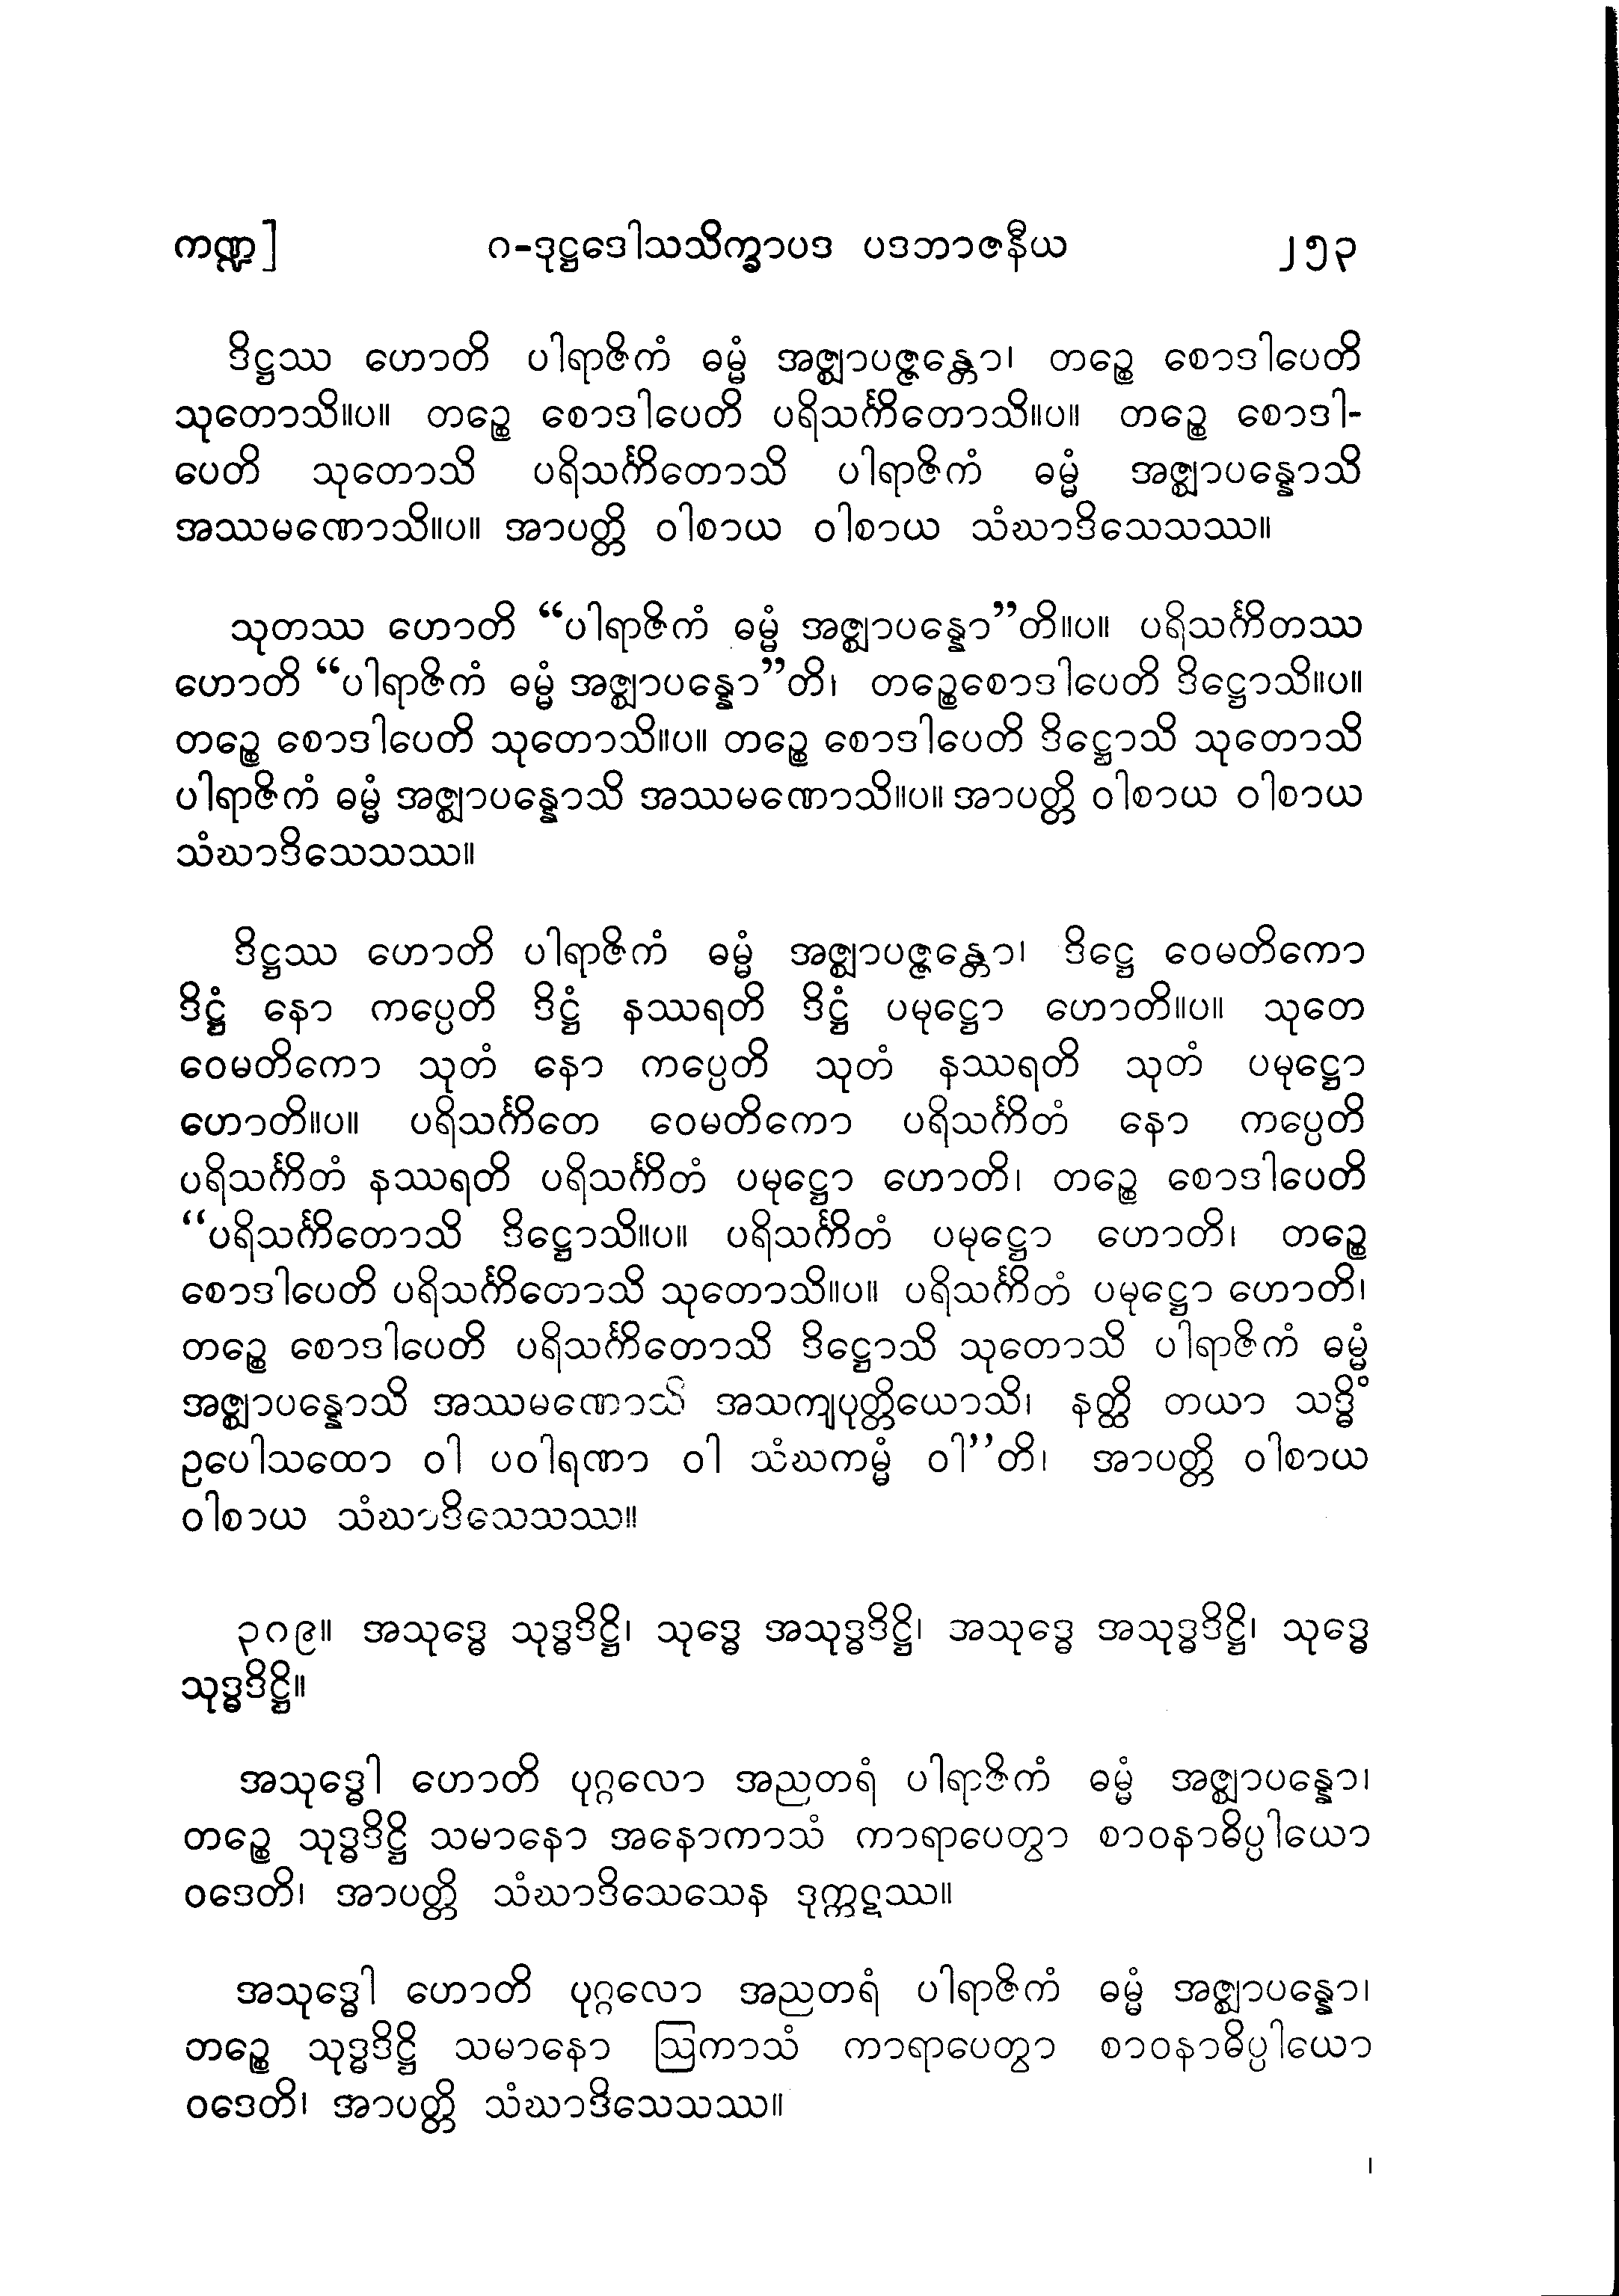 ကဏ္ဍ] ဂ-ဒုဋ္ဌဒေါသသိက္ခာပဒ ပဒဘာဇနီယ ၂၅၃
ဒိဋ္ဌဿ ဟောတိ ပါရာဇိကံ ဓမ္မံ အဇ္ဈာပဇ္ဇန္တော၊ တဉ္စေ စောဒါပေတိ
သုတောသိ။ပ။ တဉ္စေ စောဒါပေတိ ပရိသင်္ကိတောသိ။ပ။ တဉ္စေ စောဒါ-
ပေတိ သုတောသိ ပရိသင်္ကိတောသိ ပါရာဇိကံ ဓမ္မံ အဇ္ဈာပန္နောသိ
အဿမဏောသိ။ပ။ အာပတ္တိ ဝါစာယ ဝါစာယ သံဃာဒိသေသဿ။
သုတဿ ဟောတိ “ပါရာဇိကံ ဓမ္မံ အဇ္ဈာပန္နော”တိ။ပ။ ပရိသင်္ကိတဿ
ဟောတိ “ပါရာဇိကံ ဓမ္မံ အဇ္ဈာပန္နော”တိ၊ တဉ္စေစောဒါပေတိ ဒိဋ္ဌောသိ။ပ။
တဉ္စေ စောဒါပေတိ သုတောသိ။ပ။ တဉ္စေ စောဒါပေတိ ဒိဋ္ဌောသိ သုတောသိ
ပါရာဇိကံ ဓမ္မံ အဇ္ဈာပန္နောသိ အဿမဏောသိ။ပ။ အာပတ္တိ ဝါစာယ ဝါစာယ
သံဃာဒိသေသဿ။
ဒိဋ္ဌဿ ဟောတိ ပါရာဇိကံ ဓမ္မံ အဇ္ဈာပဇ္ဇန္တော၊ ဒိဋ္ဌေ ဝေမတိကော
ဒိဋ္ဌံ နော ကပ္ပေတိ ဒိဋ္ဌံ နဿရတိ ဒိဋ္ဌံ ပမုဋ္ဌော ဟောတိ။ပ။ သုတေ
ဝေမတိကော သုတံ နော ကပ္ပေတိ သုတံ နဿရတိ သုတံ ပမုဋ္ဌော
ဟောတိ။ပ။ ပရိသင်္ကိတေ ဝေမတိကော ပရိသင်္ကိတံ နော ကပ္ပေတိ
ပရိသင်္ကိတံ နဿရတိ ပရိသင်္ကိတံ ပမုဋ္ဌော ဟောတိ၊ တဉ္စေ စောဒါပေတိ
“ပရိသင်္ကိတောသိ ဒိဋ္ဌောသိ။ပ။ ပရိသင်္ကိတံ ပမုဋ္ဌော ဟောတိ၊ တဉ္စေ
စောဒါပေတိ ပရိသင်္ကိတောသိ သုတောသိ။ပ။ ပရိသင်္ကိတံ ပမုဋ္ဌော ဟောတိ၊
တဉ္စေ စောဒါပေတိ ပရိသင်္ကိတောသိ ဒိဋ္ဌောသိ သုတောသိ ပါရာဇိကံ ဓမ္မံ
အဇ္ဈာပန္နောသိ အဿမဏောသိ အသကျပုတ္တိယောသိ၊ နတ္ထိ တယာ သဒ္ဓိံ
ဥပေါသထော ဝါ ပဝါရဏာ ဝါ သံဃကမ္မံ ဝါ”တိ၊ အာပတ္တိ ဝါစာယ
ဝါစာယ သံဃာဒိသေသဿ။
၃၈၉။ အသုဒ္ဓေ သုဒ္ဓဒိဋ္ဌိ၊ သုဒ္ဓေ အသုဒ္ဓဒိဋ္ဌိ၊ အသုဒ္ဓေ အသုဒ္ဓဒိဋ္ဌိ၊ သုဒ္ဓေ
သုဒ္ဓဒိဋ္ဌိ။
အသုဒ္ဓေါ ဟောတိ ပုဂ္ဂလော အညတရံ ပါရာဇိကံ ဓမ္မံ အဇ္ဈာပန္နော၊
တဉ္စေ သုဒ္ဓဒိဋ္ဌိ သမာနော အနောကာသံ ကာရာပေတွာ စာဝနာဓိပ္ပါယော
ဝဒေတိ၊ အာပတ္တိ သံဃာဒိသေသေန ဒုက္ကဋဿ။
အသုဒ္ဓေါ ဟောတိ ပုဂ္ဂလော အညတရံ ပါရာဇိကံ ဓမ္မံ အဇ္ဈာပန္နော၊
တဉ္စေ သုဒ္ဓဒိဋ္ဌိ သမာနော ဩကာသံ ကာရာပေတွာ စာဝနာဓိပ္ပါယော
ဝဒေတိ၊ အာပတ္တိ သံဃာဒိသေသဿ။